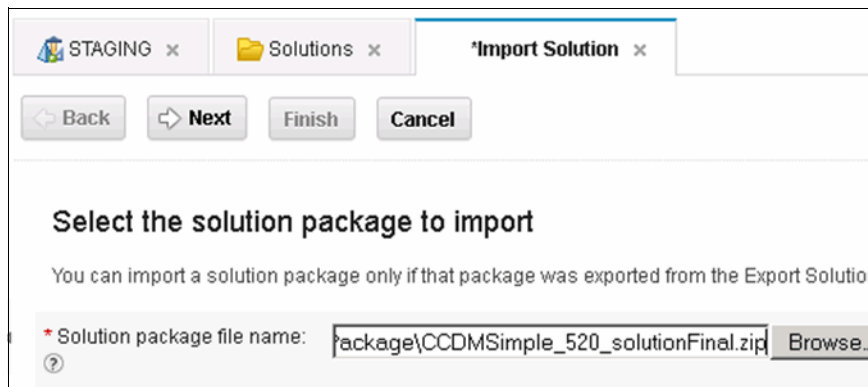 STAGING × Solutions × *Import Solution ×
Back Next Finish Cancel
Select the solution package to import
You can import a solution package only if that package was exported from the Export Solutio
* Solution package file name: ackage\CCDMSimple_520_solutionFinal.zip Browse..
?